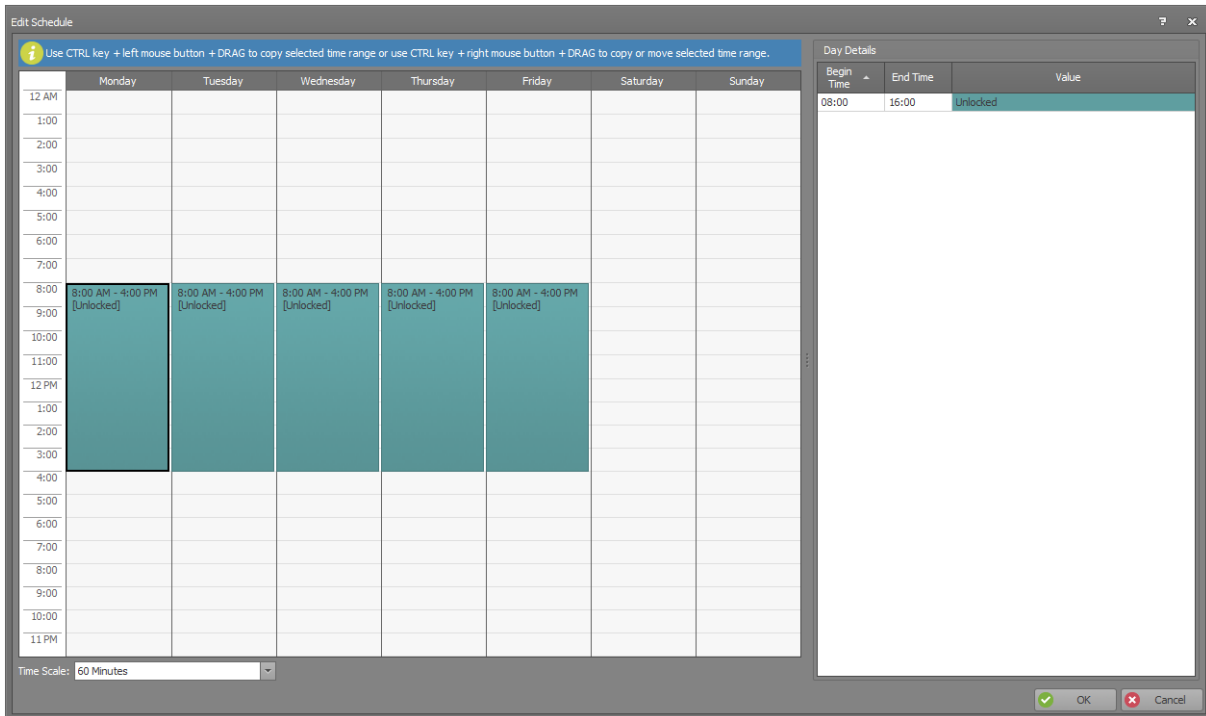 Edit Schedule
Use CTRL key + left mouse button + DRAG to copy selected time range or use CTRL key + right mouse button + DRAG to copy or move selected time range.
Monday Tuesday Wednesday Thursday Friday Saturday Sunday
12 AM
1:00
2:00
3:00
4:00
5:00
6:00
7:00
8:00
8:00 AM - 4:00 PM 8:00 AM - 4:00 PM 8:00 AM - 4:00 PM 8:00 AM - 4:00 PM 8:00 AM - 4:00 PM
[Unlocked] [Unlocked] [Unlocked] [Unlocked] [Unlocked]
9:00
10:00
11:00
12 PM
1:00
2:00
3:00
4:00
5:00
6:00
7:00
8:00
9:00
10:00
11 PM
Time Scale: 60 Minutes
Day Details
Begin Time End Time Value
08:00 16:00 Unlocked
OK Cancel